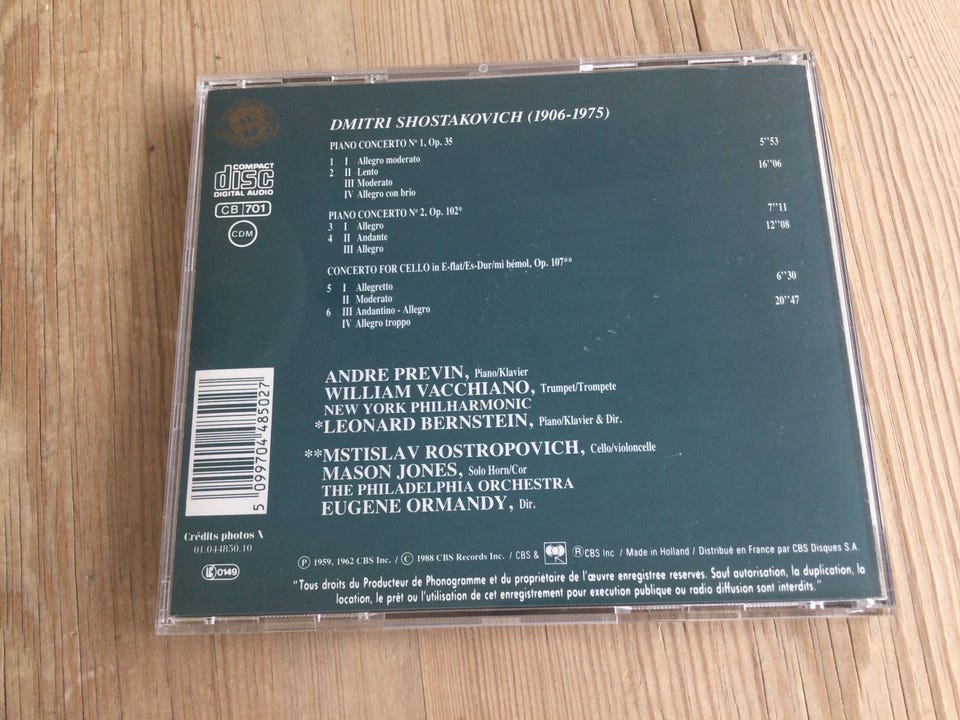 DMITRI SHOSTAKOVICH (1906-1975)
PIANO CONCERTO Nº 1, Op. 35 5''53
1 I Allegro moderato
2 II Lento 16''06
III Moderato
IV Allegro con brio
PIANO CONCERTO Nº 2, Op. 102* 7''11
3 I Allegro
4 II Andante 12''08
III Allegro
CONCERTO FOR CELLO in E-flat/Es-Dur/mi bémol, Op. 107**
5 I Allegretto 6''30
II Moderato
6 III Andantino - Allegro 20''47
IV Allegro troppo
COMPACT
disc
DIGITAL AUDIO
CB 701
CDM
ANDRE PREVIN, Piano/Klavier
WILLIAM VACCHIANO, Trumpet/Trompete
NEW YORK PHILHARMONIC
*LEONARD BERNSTEIN, Piano/Klavier & Dir.
**MSTISLAV ROSTROPOVICH, Cello/violoncelle
MASON JONES, Solo Horn/Cor
THE PHILADELPHIA ORCHESTRA
EUGENE ORMANDY, Dir.
5 099704 485027
Crédits photos X
01.044850.10
LC 0149
Ⓟ 1959, 1962 CBS Inc. / Ⓒ 1988 CBS Records Inc. / CBS & ® CBS Inc / Made in Holland / Distribué en France par CBS Disques S.A.
"Tous droits du Producteur de Phonogramme et du propriétaire de l'œuvre enregistree reserves. Sauf autorisation, la duplication, la
location, le prêt ou l'utilisation de cet enregistrement pour execution publique ou radio diffusion sont interdits."